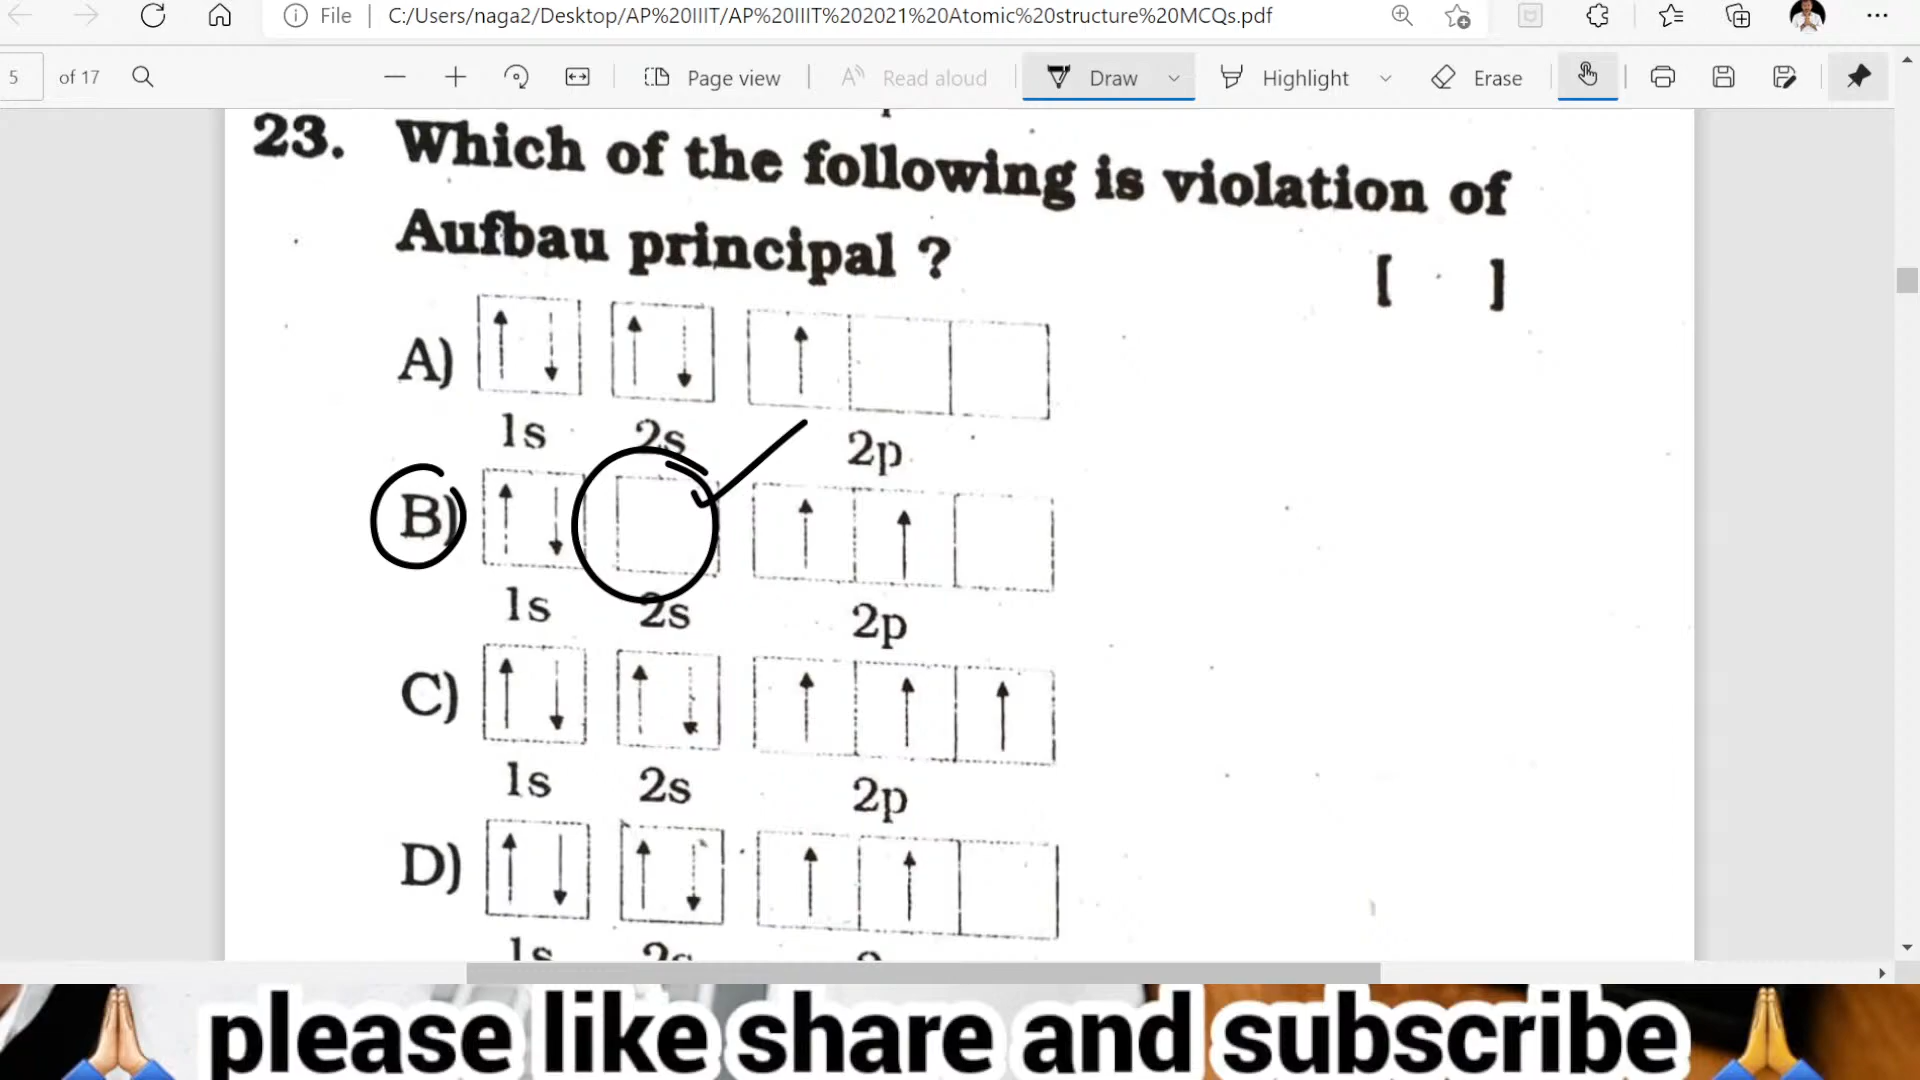 File | C:/Users/naga2/Desktop/AP%20IIIT/AP%20IIIT%202021%20Atomic%20structure%20MCQs.pdf
5 of 17 Page view Read aloud Draw Highlight Erase
23. Which of the following is violation of
Aufbau principal ? [ ]
A)
1s 2s 2p
B)
1s 2s 2p
C)
1s 2s 2p
D)
1s
please like share and subscribe